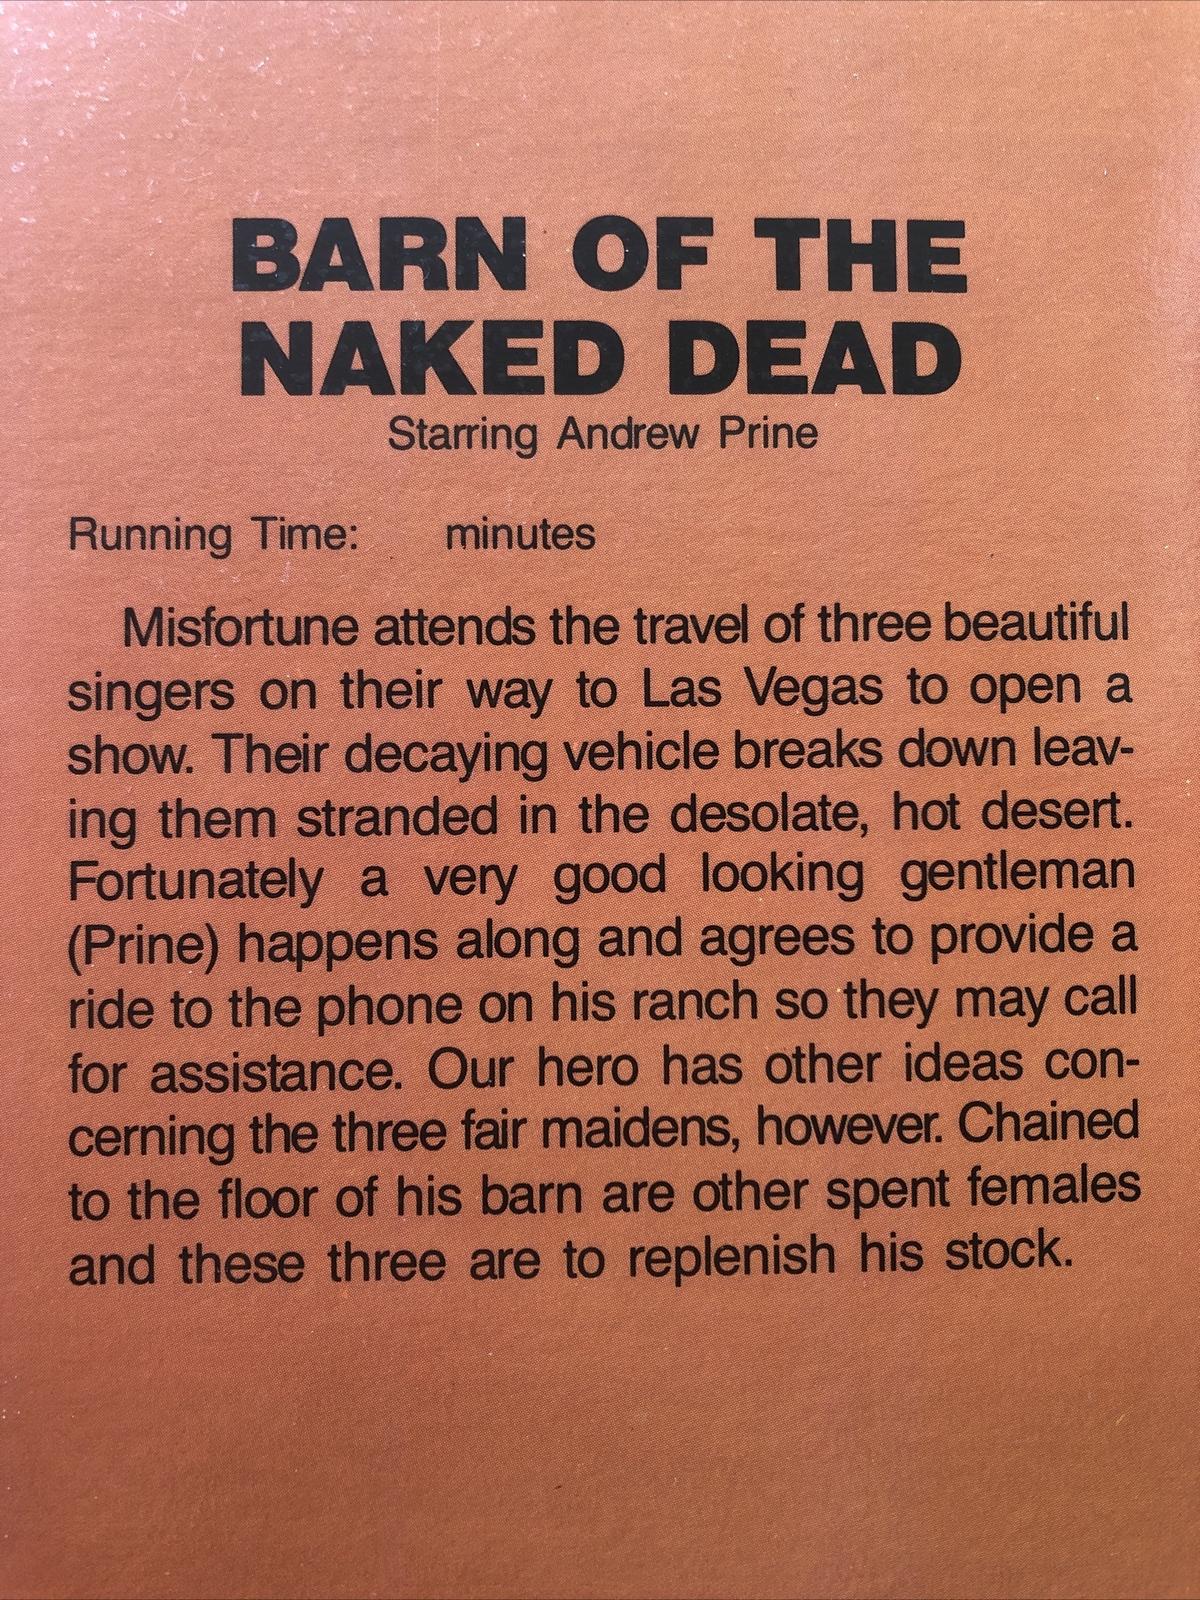 BARN OF THE
NAKED DEAD
Starring Andrew Prine
Running Time: minutes
Misfortune attends the travel of three beautiful
singers on their way to Las Vegas to open a
show. Their decaying vehicle breaks down leav-
ing them stranded in the desolate, hot desert.
Fortunately a very good looking gentleman
(Prine) happens along and agrees to provide a
ride to the phone on his ranch so they may call
for assistance. Our hero has other ideas con-
cerning the three fair maidens, however. Chained
to the floor of his barn are other spent females
and these three are to replenish his stock.